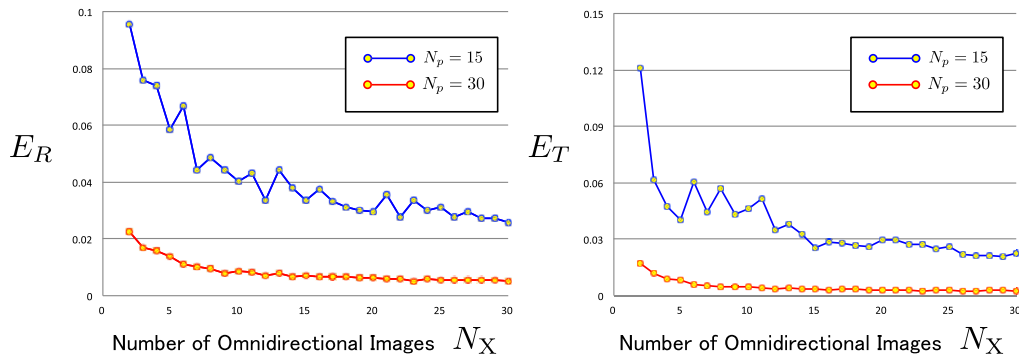 0.1
0.08
0.06
0.04
0.02
0
E_R
N_p = 15
N_p = 30
0 5 10 15 20 25 30
Number of Omnidirectional Images N_X
0.15
0.12
0.09
0.06
0.03
0
E_T
N_p = 15
N_p = 30
0 5 10 15 20 25 30
Number of Omnidirectional Images N_X